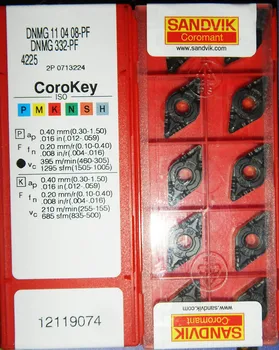 DNMG 11 04 08-PF
DNMG 332-PF
4225
2P 0713224
CoroKey
ISO
P M K N S H
P ap 0.40 mm(0.30-1.50)
.016 in(.012-.059)
F fn 0.20 mm/r(0.10-0.40)
.008 in/r(.004-.016)
vc 395 m/min(460-305)
1295 sfm(1505-1005)
K ap 0.40 mm(0.30-1.50)
.016 in(.012-.059)
F fn 0.20 mm/r(0.10-0.40)
.008 in/r(.004-.016)
vc 210 m/min(255-155)
685 sfm(835-500)
12119074
SANDVIK
Coromant
www.sandvik.com
www.sandvik.com
SANDVIK
Coromant